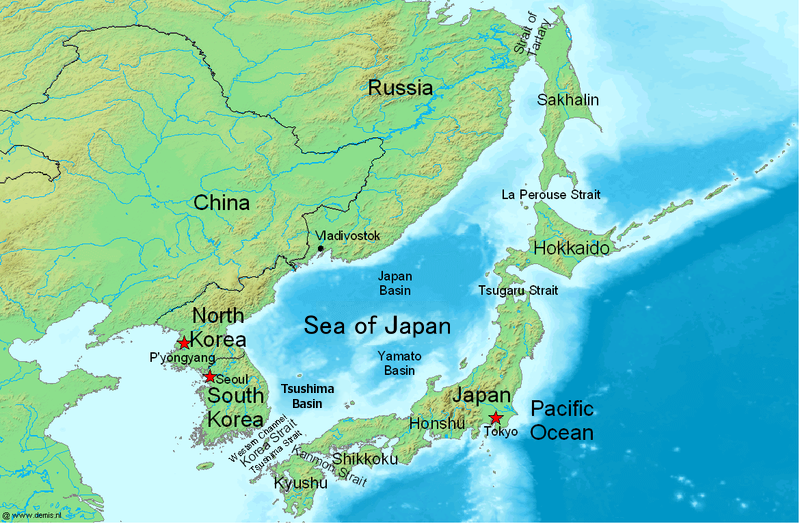 Strait of
Tartary
Russia
Sakhalin
La Perouse Strait
China
Vladivostok
Hokkaido
Japan
Basin
Tsugaru Strait
North
Korea
Sea of Japan
P'yongyang
Yamato
Basin
Seoul
South
Korea
Tsushima
Basin
Japan
Pacific
Ocean
Honshu
Tokyo
Western Channel
Korea Strait
Tsushima Strait
Kanmon Strait
Shikkoku
Kyushu
@ www.demis.nl